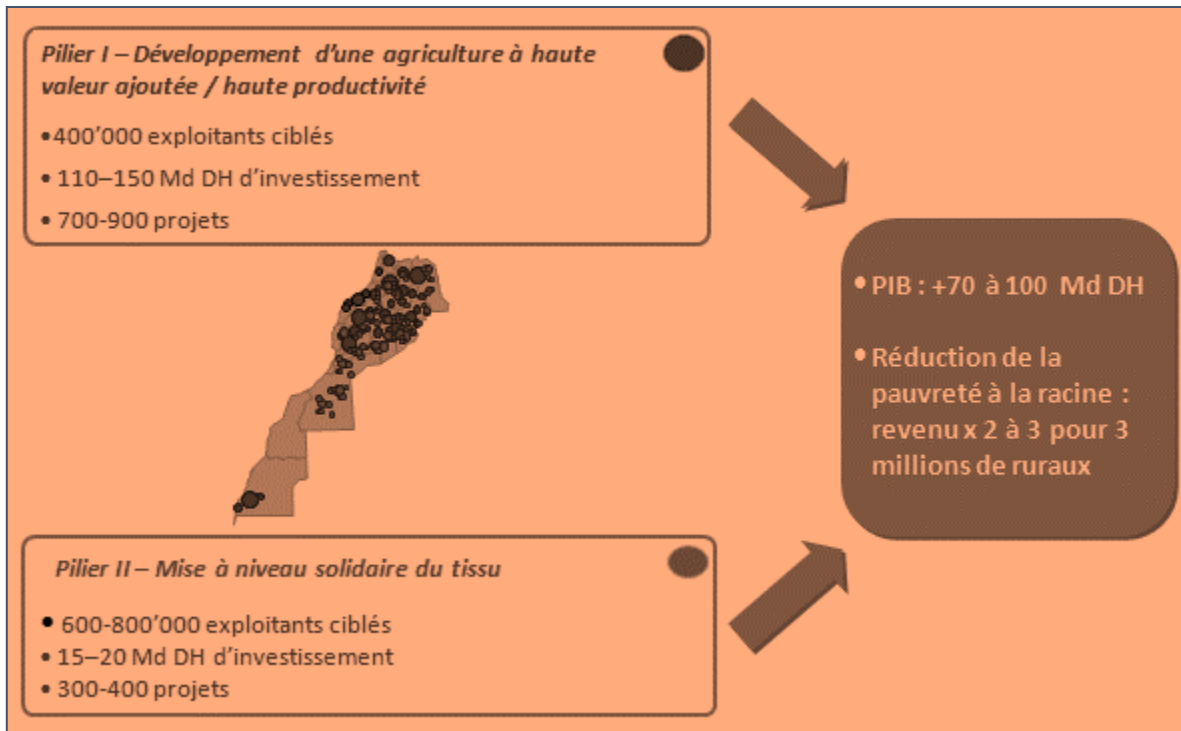 Pilier I – Développement d'une agriculture à haute
valeur ajoutée / haute productivité
•400'000 exploitants ciblés
• 110–150 Md DH d'investissement
• 700-900 projets
• PIB : +70 à 100 Md DH
• Réduction de la
pauvreté à la racine :
revenu x 2 à 3 pour 3
millions de ruraux
Pilier II – Mise à niveau solidaire du tissu
• 600-800'000 exploitants ciblés
• 15–20 Md DH d'investissement
• 300-400 projets